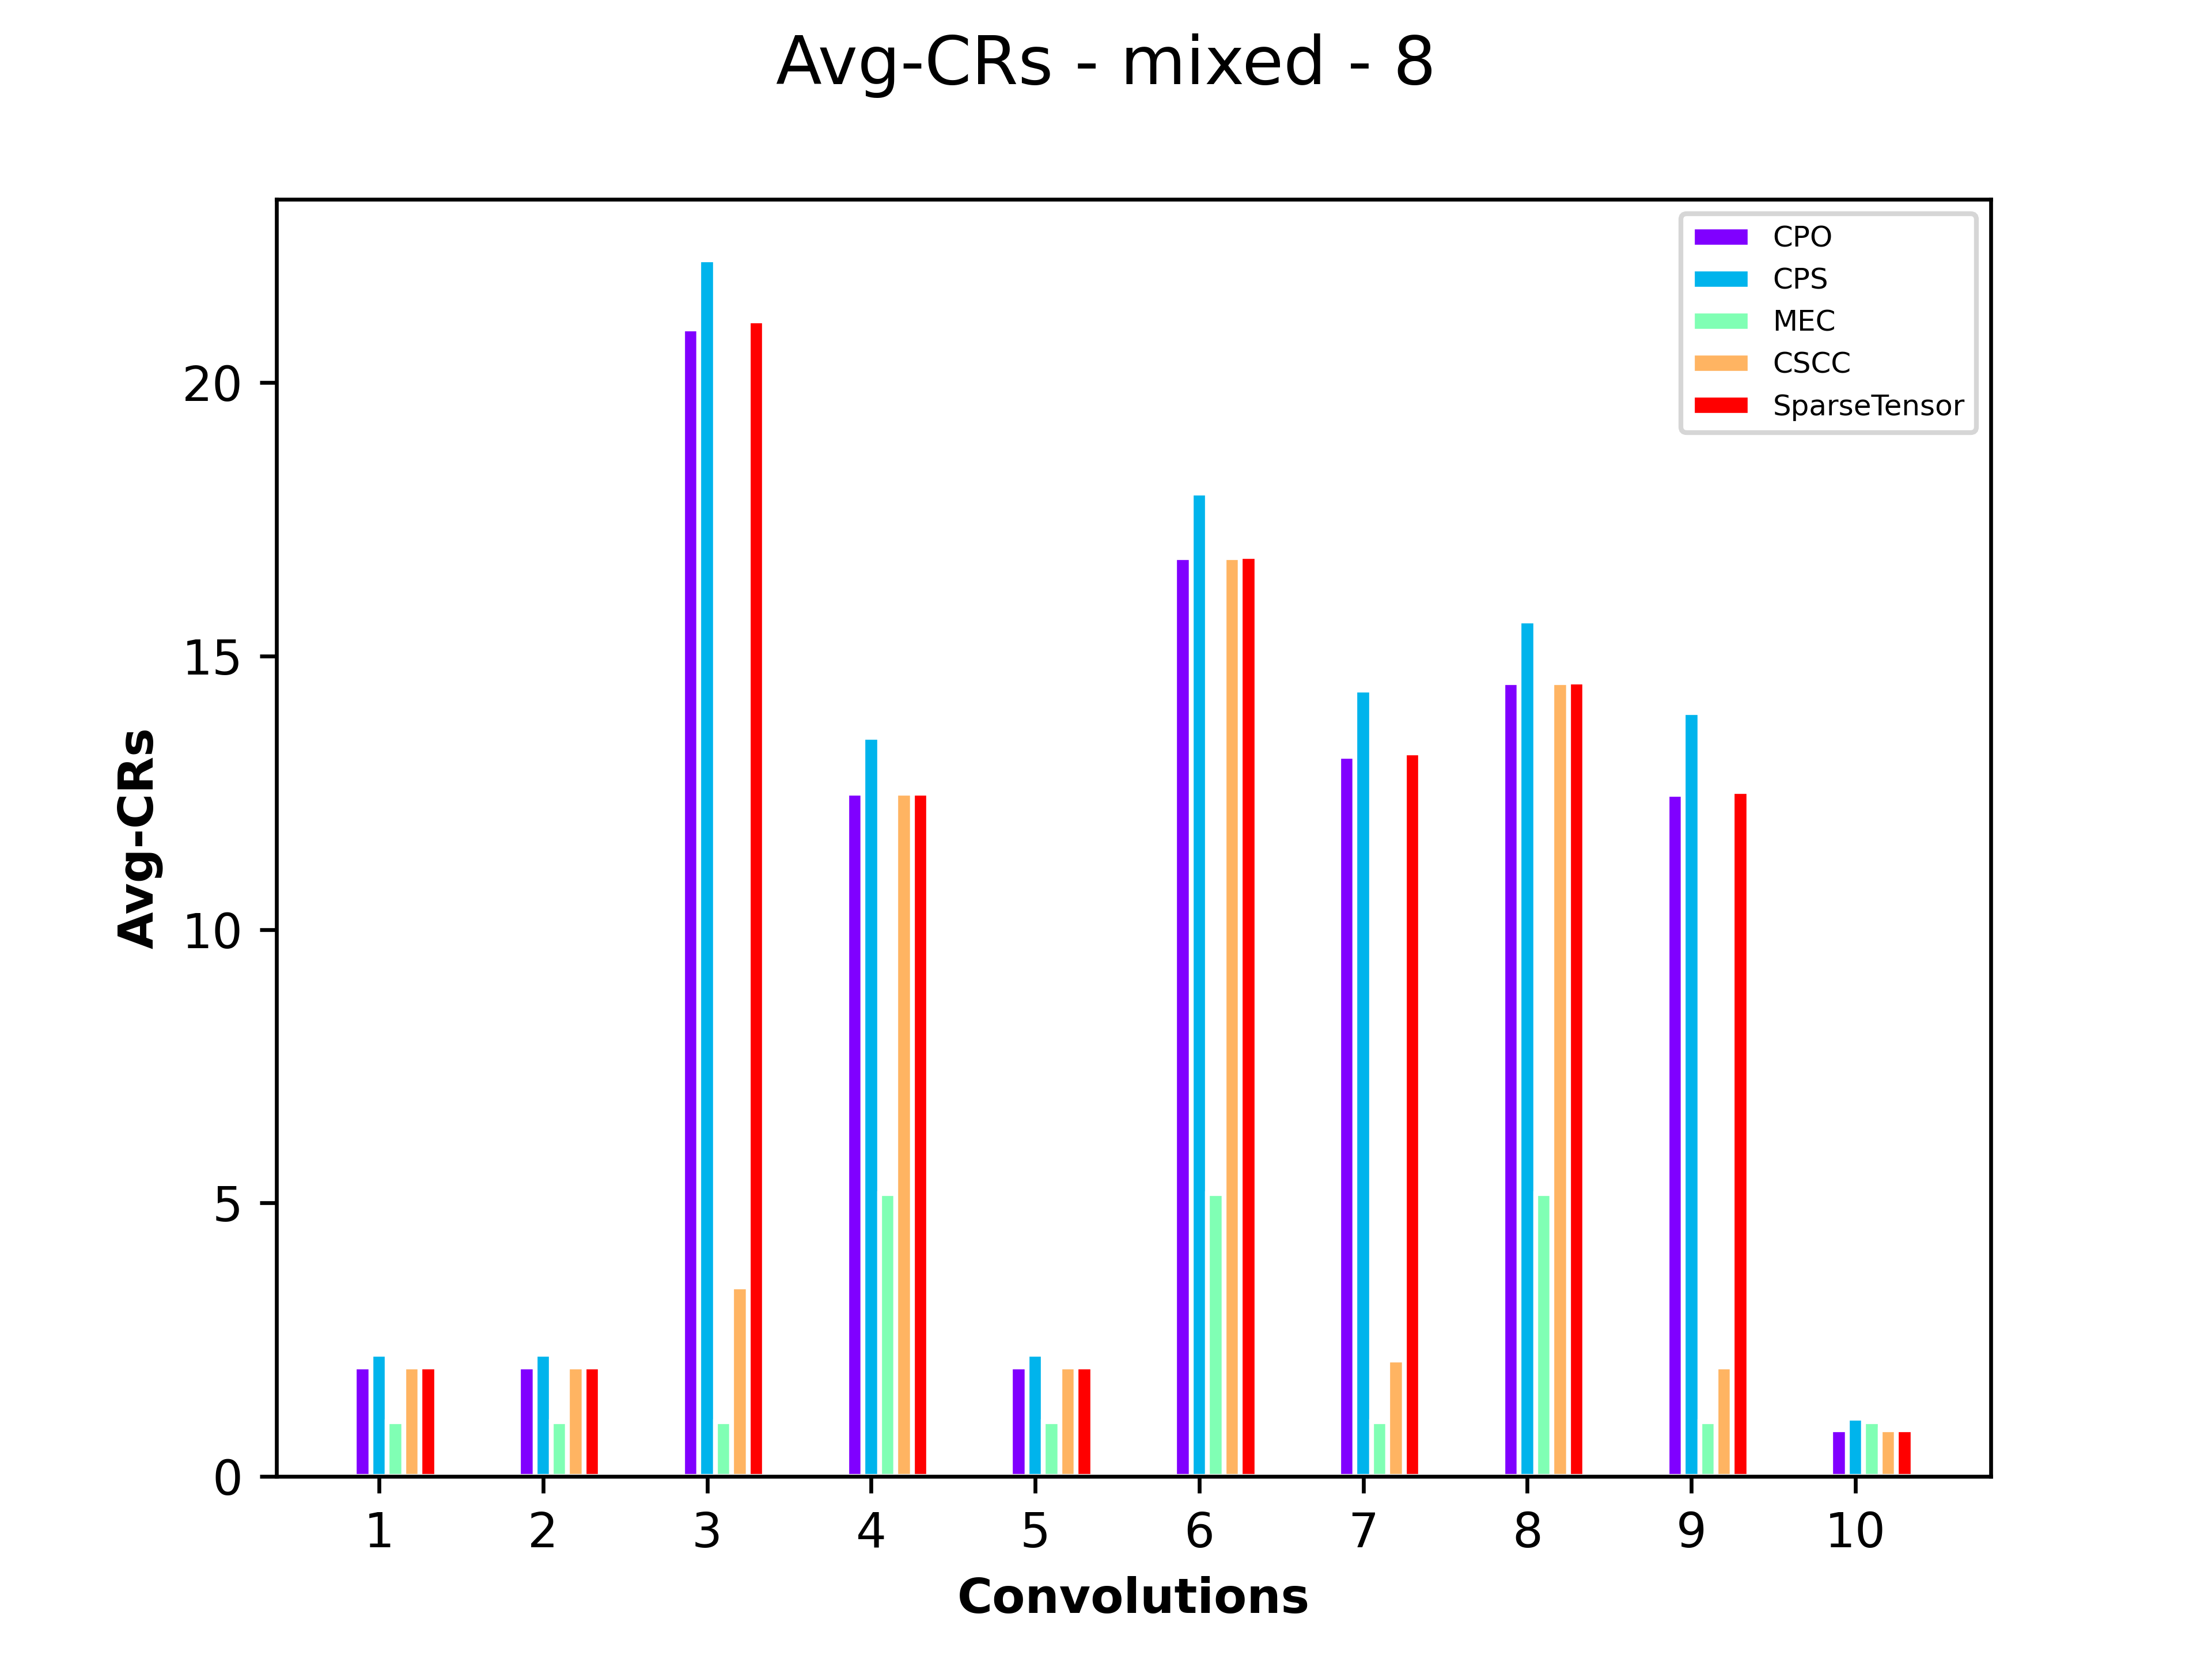 Avg-CRs - mixed - 8
CPO
CPS
MEC
CSCC
SparseTensor
Avg-CRs
20
15
10
5
0
1 2 3 4 5 6 7 8 9 10
Convolutions